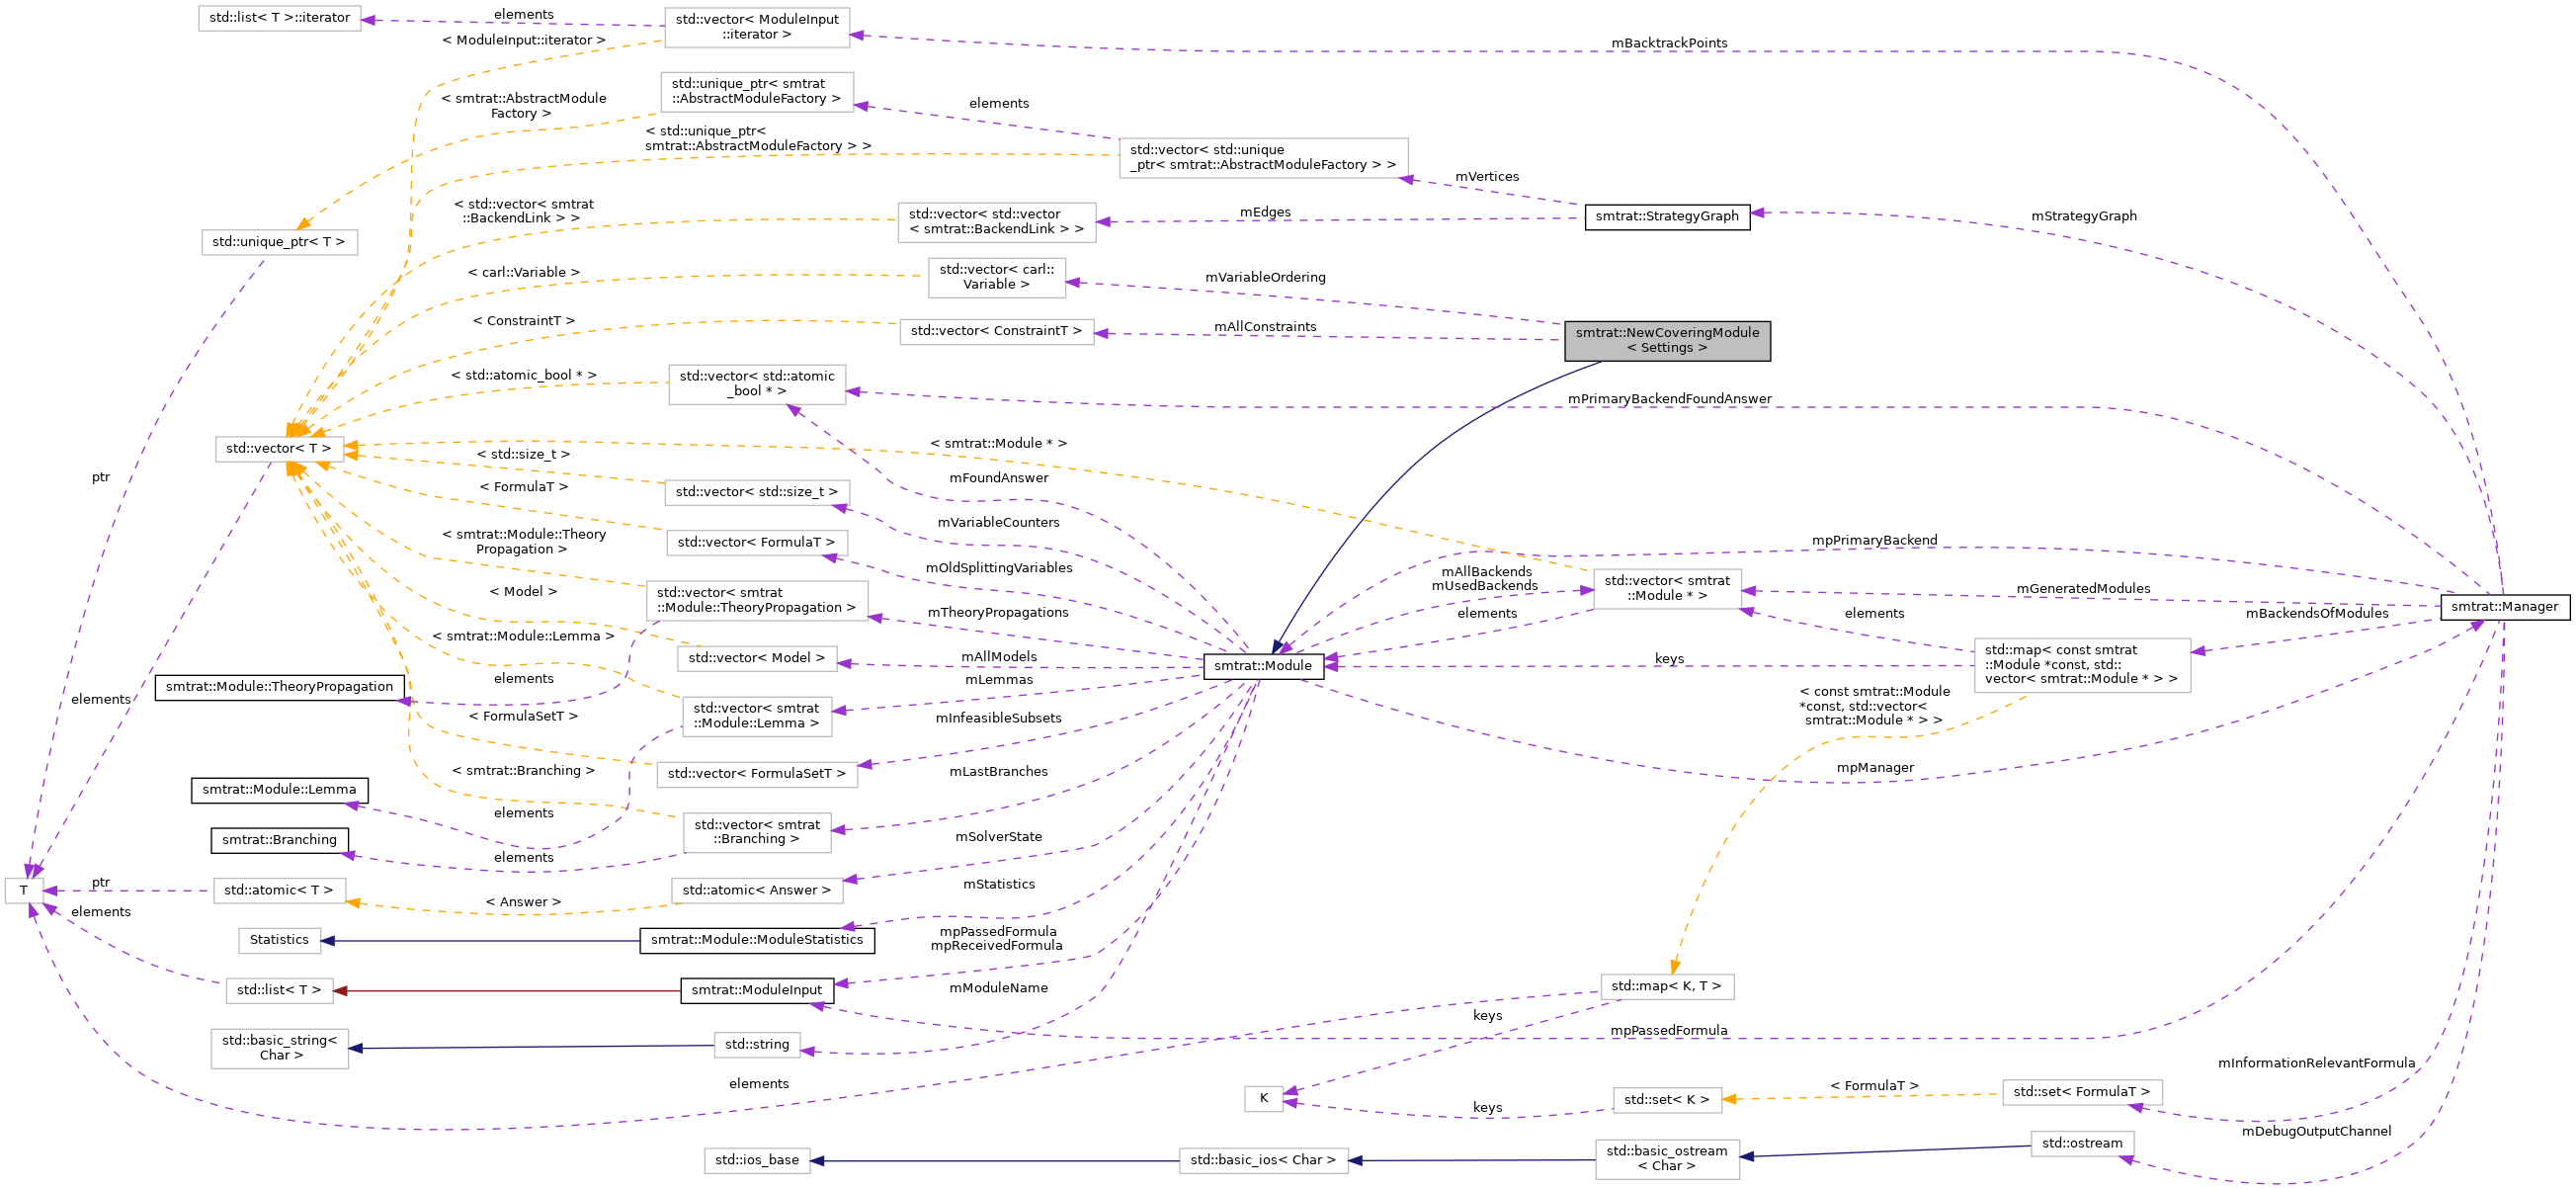 std::list< T >::iterator
elements
std::vector< ModuleInput
::iterator >
< ModuleInput::iterator >
mBacktrackPoints
std::unique_ptr< smtrat
::AbstractModuleFactory >
< smtrat::AbstractModule
Factory >
elements
< std::unique_ptr<
smtrat::AbstractModuleFactory > >
std::vector< std::unique
_ptr< smtrat::AbstractModuleFactory > >
mVertices
< std::vector< smtrat
::BackendLink > >
std::vector< std::vector
< smtrat::BackendLink > >
mEdges
smtrat::StrategyGraph
mStrategyGraph
std::unique_ptr< T >
< carl::Variable >
std::vector< carl::
Variable >
mVariableOrdering
< ConstraintT >
std::vector< ConstraintT >
mAllConstraints
smtrat::NewCoveringModule
< Settings >
< std::atomic_bool * >
std::vector< std::atomic
_bool * >
mPrimaryBackendFoundAnswer
std::vector< T >
< smtrat::Module * >
< std::size_t >
ptr
mFoundAnswer
< FormulaT >
std::vector< std::size_t >
mVariableCounters
< smtrat::Module::Theory
Propagation >
std::vector< FormulaT >
mpPrimaryBackend
mOldSplittingVariables
mAllBackends
mUsedBackends
std::vector< smtrat
::Module * >
mGeneratedModules
< Model >
std::vector< smtrat
::Module::TheoryPropagation >
mTheoryPropagations
elements
elements
mBackendsOfModules
smtrat::Manager
< smtrat::Module::Lemma >
std::vector< Model >
mAllModels
smtrat::Module
keys
std::map< const smtrat
::Module *const, std::
vector< smtrat::Module * > >
smtrat::Module::TheoryPropagation
elements
mLemmas
elements
< const smtrat::Module
*const, std::vector<
smtrat::Module * > >
< FormulaSetT >
std::vector< smtrat
::Module::Lemma >
mInfeasibleSubsets
< smtrat::Branching >
std::vector< FormulaSetT >
mLastBranches
mpManager
smtrat::Module::Lemma
elements
std::vector< smtrat
::Branching >
mSolverState
smtrat::Branching
elements
T
ptr
std::atomic< T >
< Answer >
std::atomic< Answer >
mStatistics
elements
Statistics
smtrat::Module::ModuleStatistics
mpPassedFormula
mpReceivedFormula
std::list< T >
smtrat::ModuleInput
mModuleName
std::map< K, T >
keys
mpPassedFormula
std::basic_string<
Char >
std::string
elements
mInformationRelevantFormula
K
keys
std::set< K >
< FormulaT >
std::set< FormulaT >
mDebugOutputChannel
std::ios_base
std::basic_ios< Char >
std::basic_ostream
< Char >
std::ostream